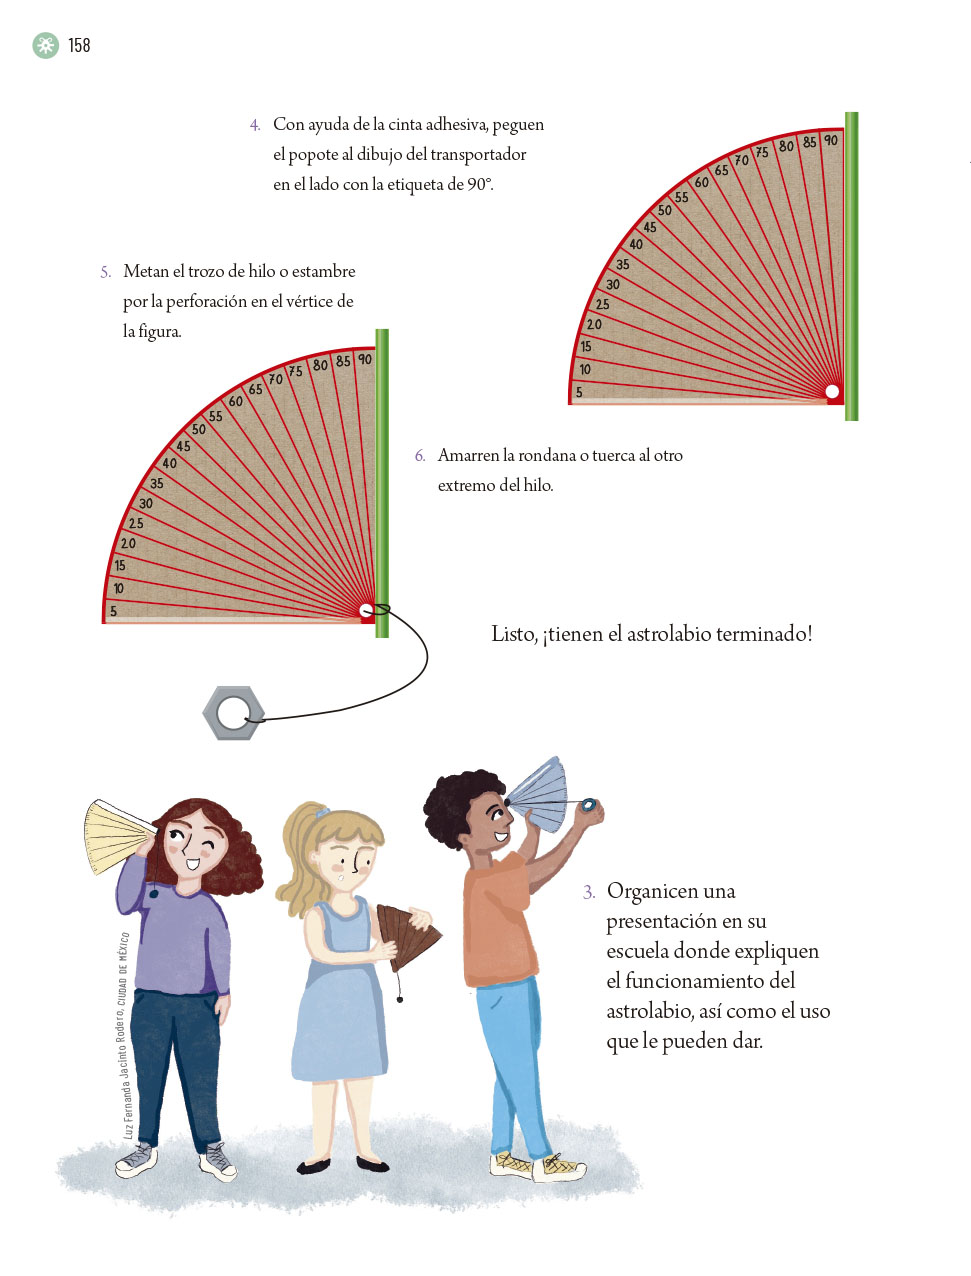 158
4. Con ayuda de la cinta adhesiva, peguen
el popote al dibujo del transportador
en el lado con la etiqueta de 90°.
90
85
80
75
70
65
60
55
50
45
40
35
30
25
20
15
10
5
5. Metan el trozo de hilo o estambre
por la perforación en el vértice de
la figura.
90
85
80
75
70
65
60
55
50
45
40
35
30
25
20
15
10
5
6. Amarren la rondana o tuerca al otro
extremo del hilo.
Listo, ¡tienen el astrolabio terminado!
3. Organicen una
presentación en su
escuela donde expliquen
el funcionamiento del
astrolabio, así como el uso
que le pueden dar.
Luz Fernanda Jacinto Rodero, CIUDAD DE MÉXICO